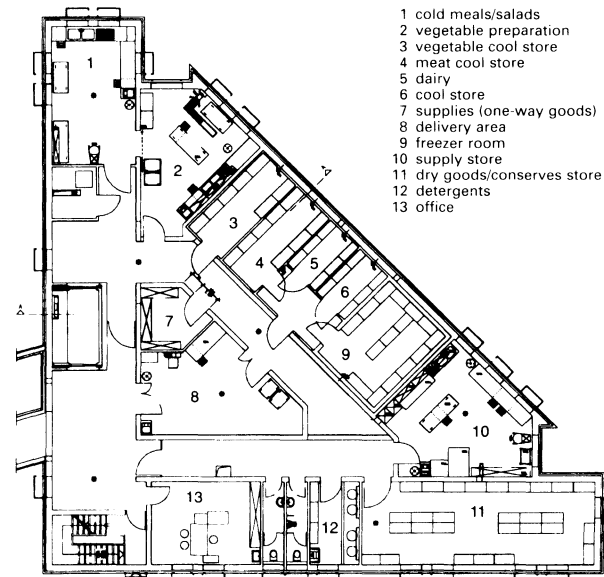 1 cold meals/salads
2 vegetable preparation
3 vegetable cool store
4 meat cool store
5 dairy
6 cool store
7 supplies (one-way goods)
8 delivery area
9 freezer room
10 supply store
11 dry goods/conserves store
12 detergents
13 office
1
2
3
4
5
6
7
8
9
10
13
12
11